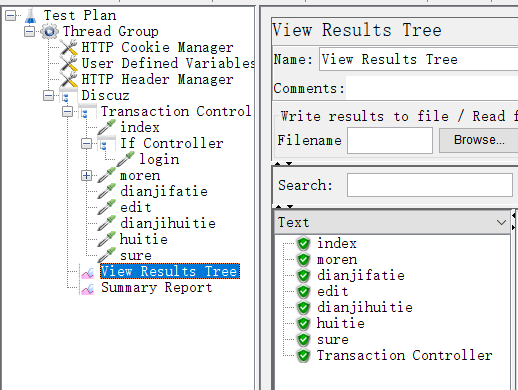 Test Plan
Thread Group
HTTP Cookie Manager
User Defined Variables
HTTP Header Manager
Discuz
Transaction Control
index
If Controller
login
moren
dianjifatie
edit
dianjihuitie
huitie
sure
View Results Tree
Summary Report
View Results Tree
Name: View Results Tree
Comments:
Write results to file / Read f
Filename Browse...
Search:
Text
index
moren
dianjifatie
edit
dianjihuitie
huitie
sure
Transaction Controller